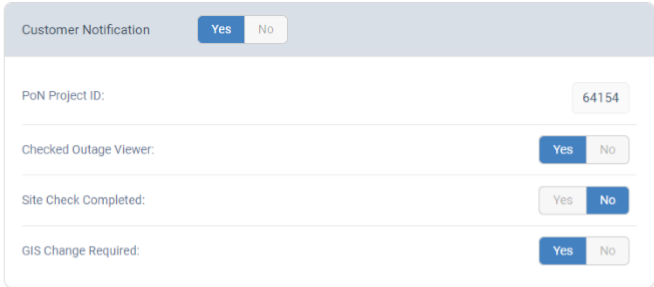 Customer Notification Yes No
PoN Project ID: 64154
Checked Outage Viewer: Yes No
Site Check Completed: Yes No
GIS Change Required: Yes No